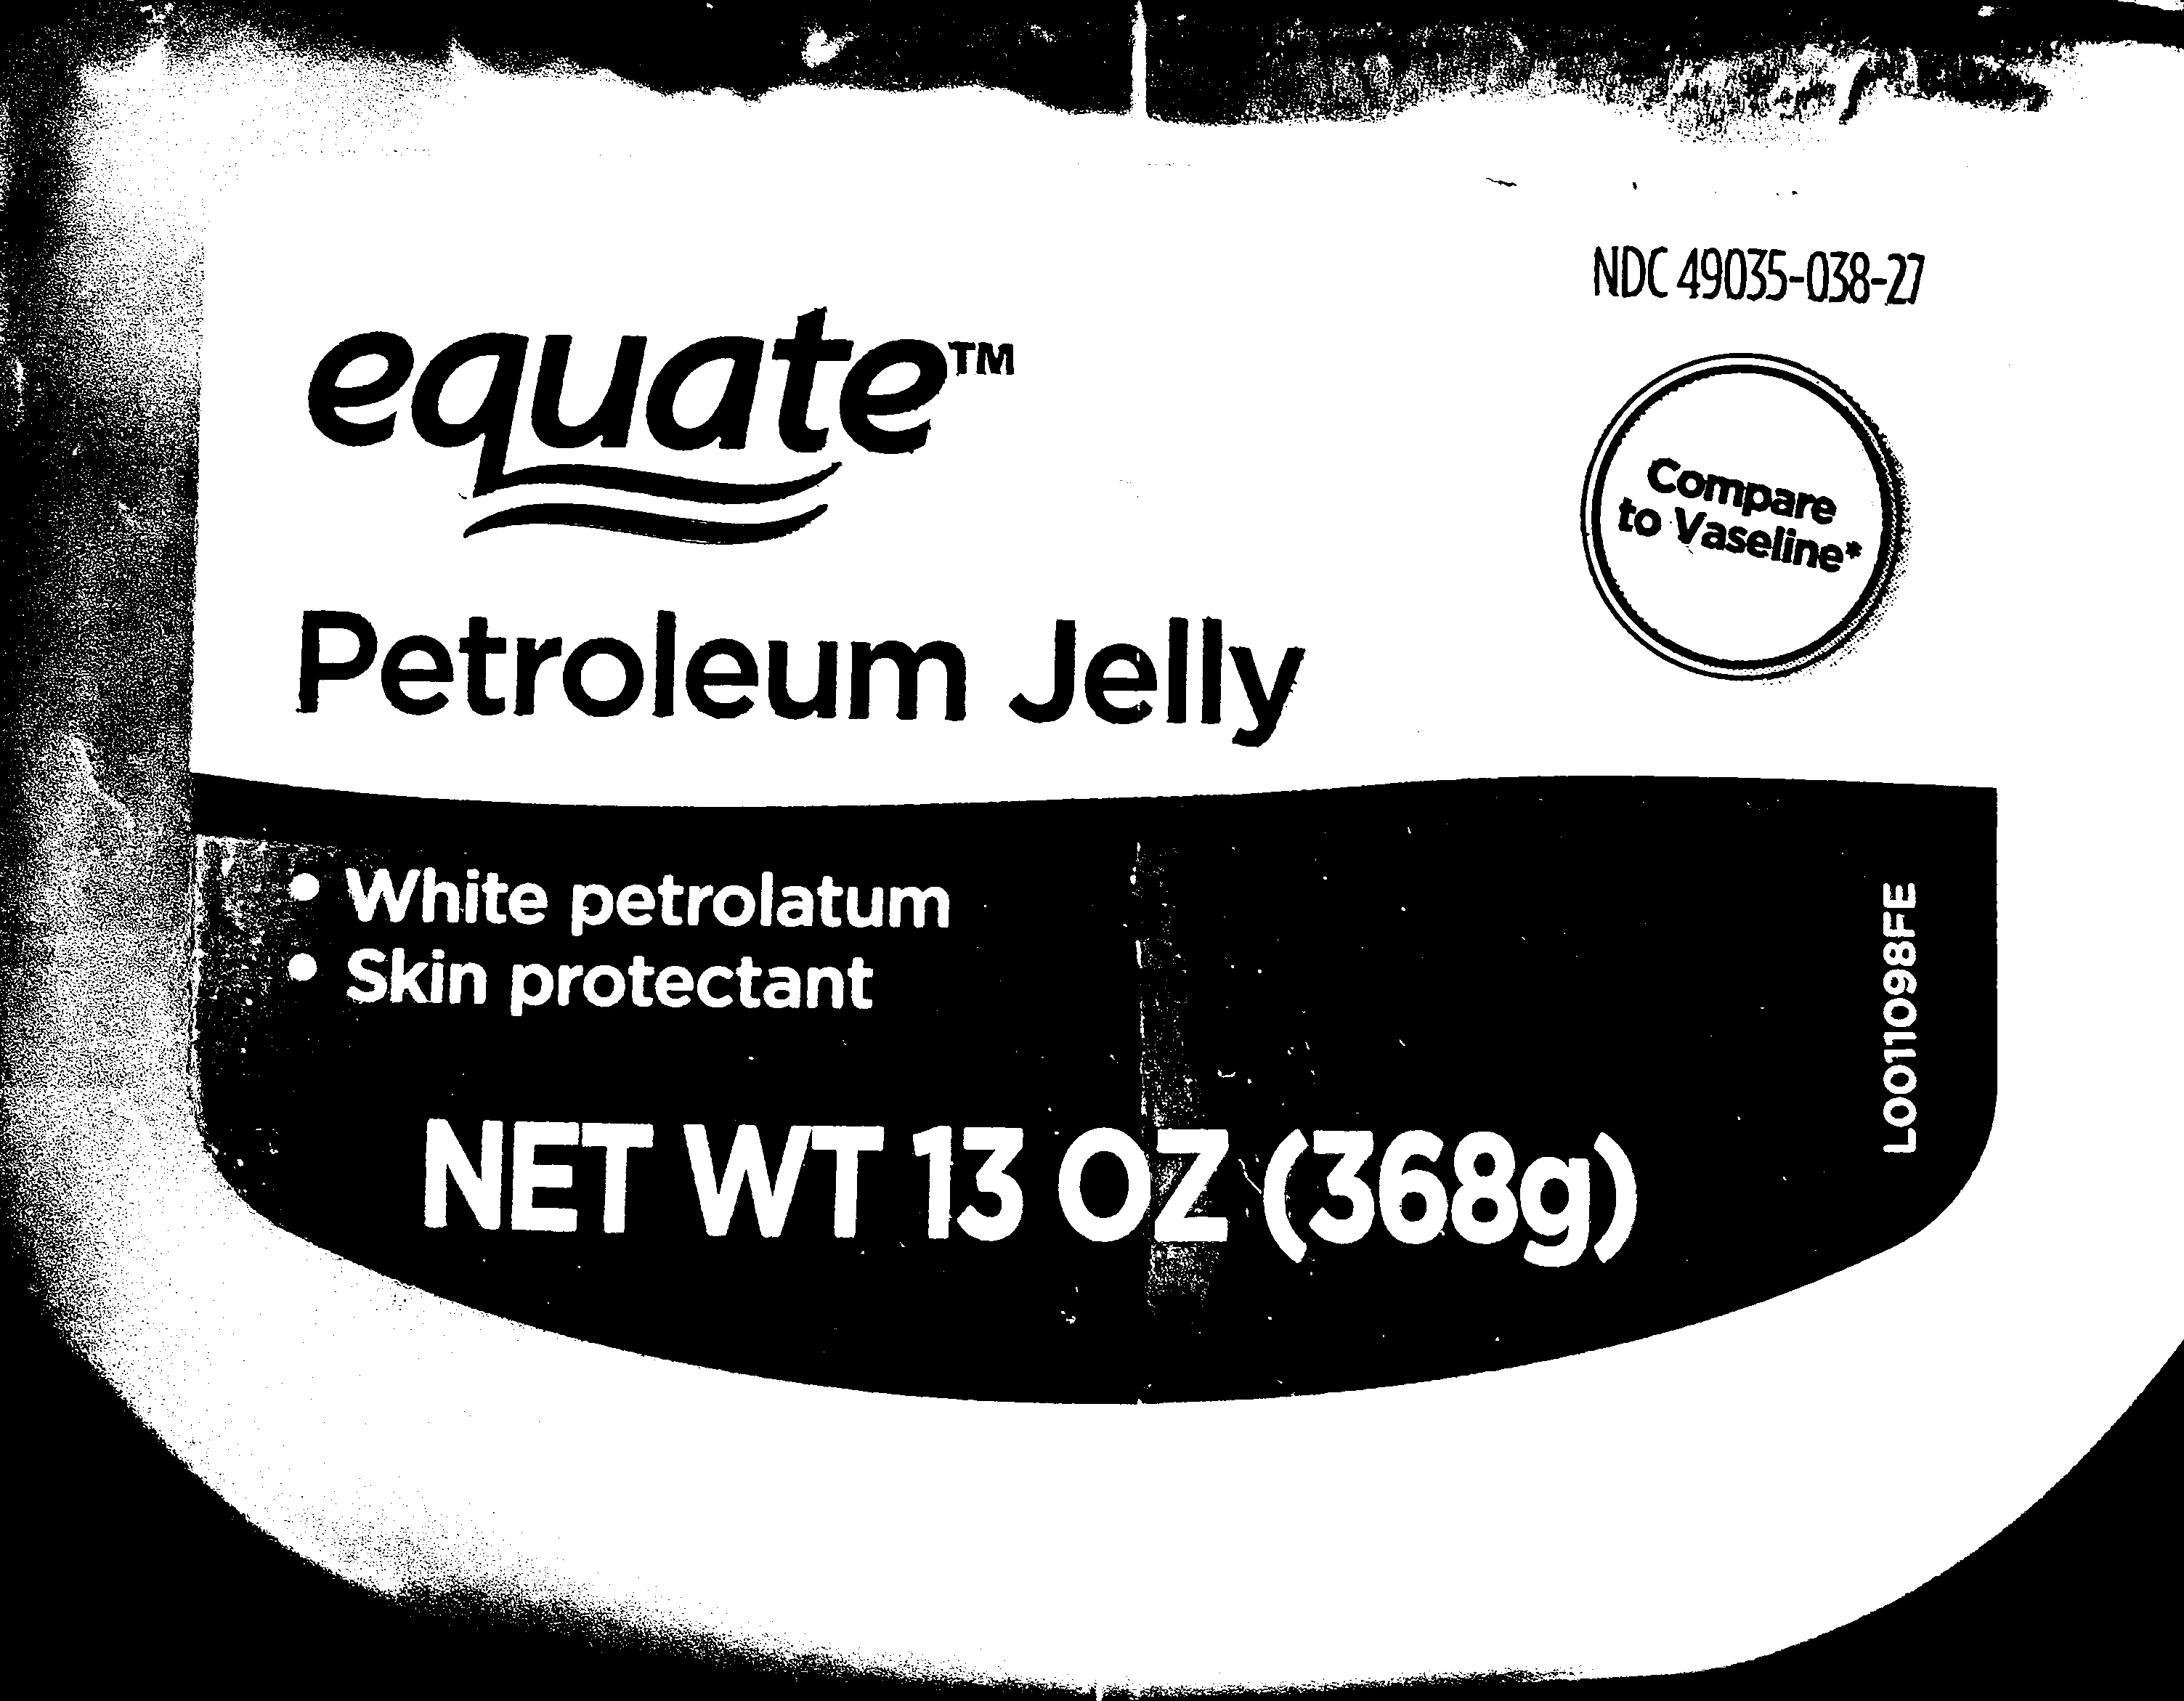 NDC 49035-038-27
equate™
Compare
to Vaseline*
Petroleum Jelly
• White petrolatum
• Skin protectant
L0011098FE
NET WT 13 OZ (368g)